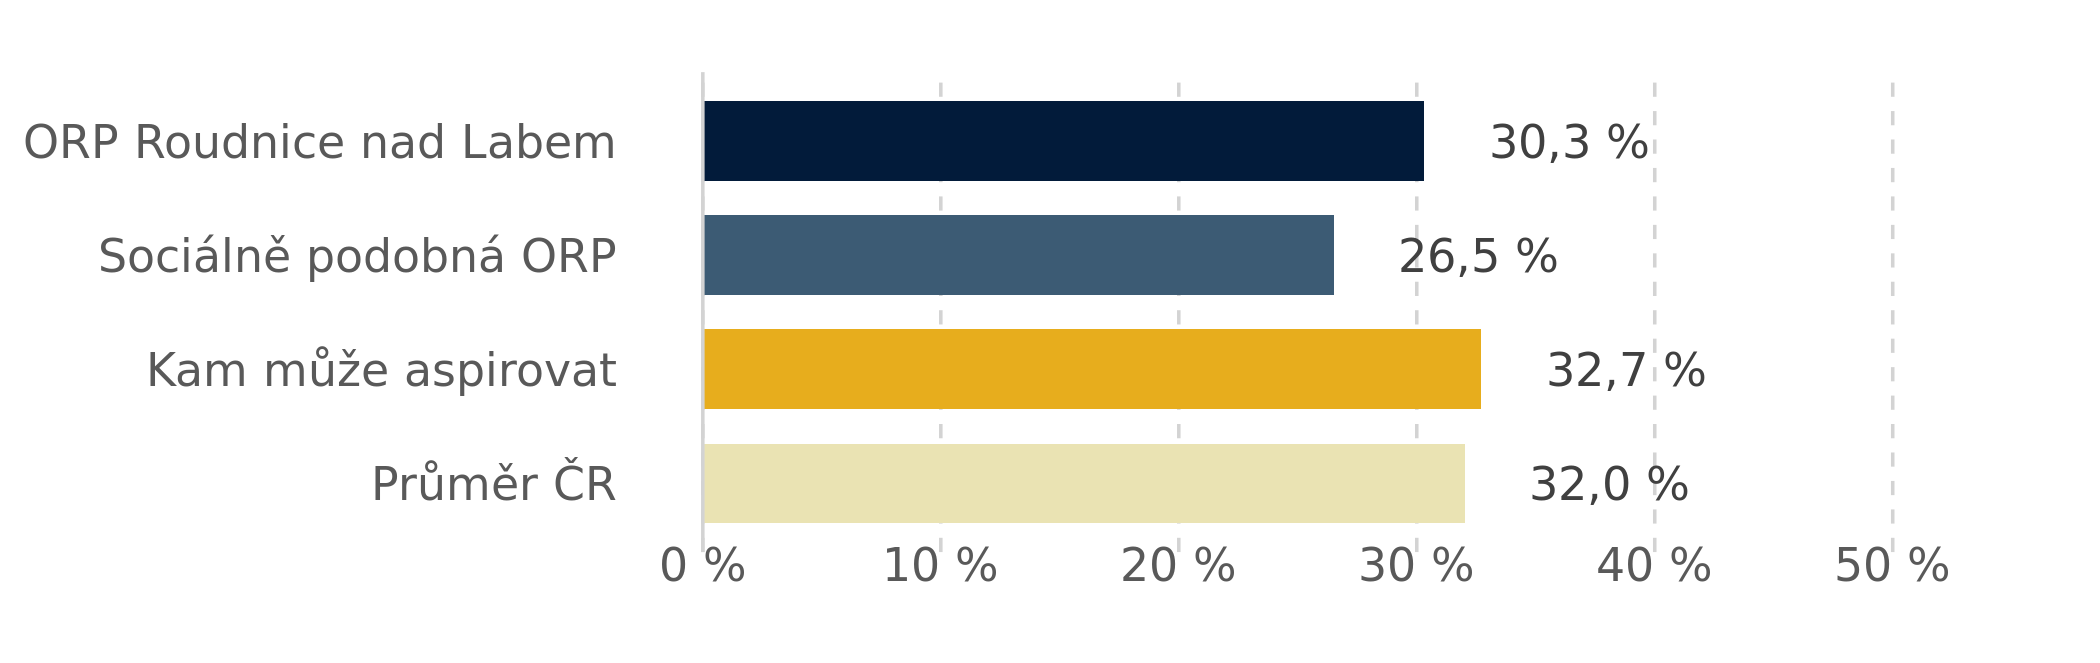 ORP Roudnice nad Labem 30,3 %
Sociálně podobná ORP 26,5 %
Kam může aspirovat 32,7 %
Průměr ČR 32,0 %
0 % 10 % 20 % 30 % 40 % 50 %